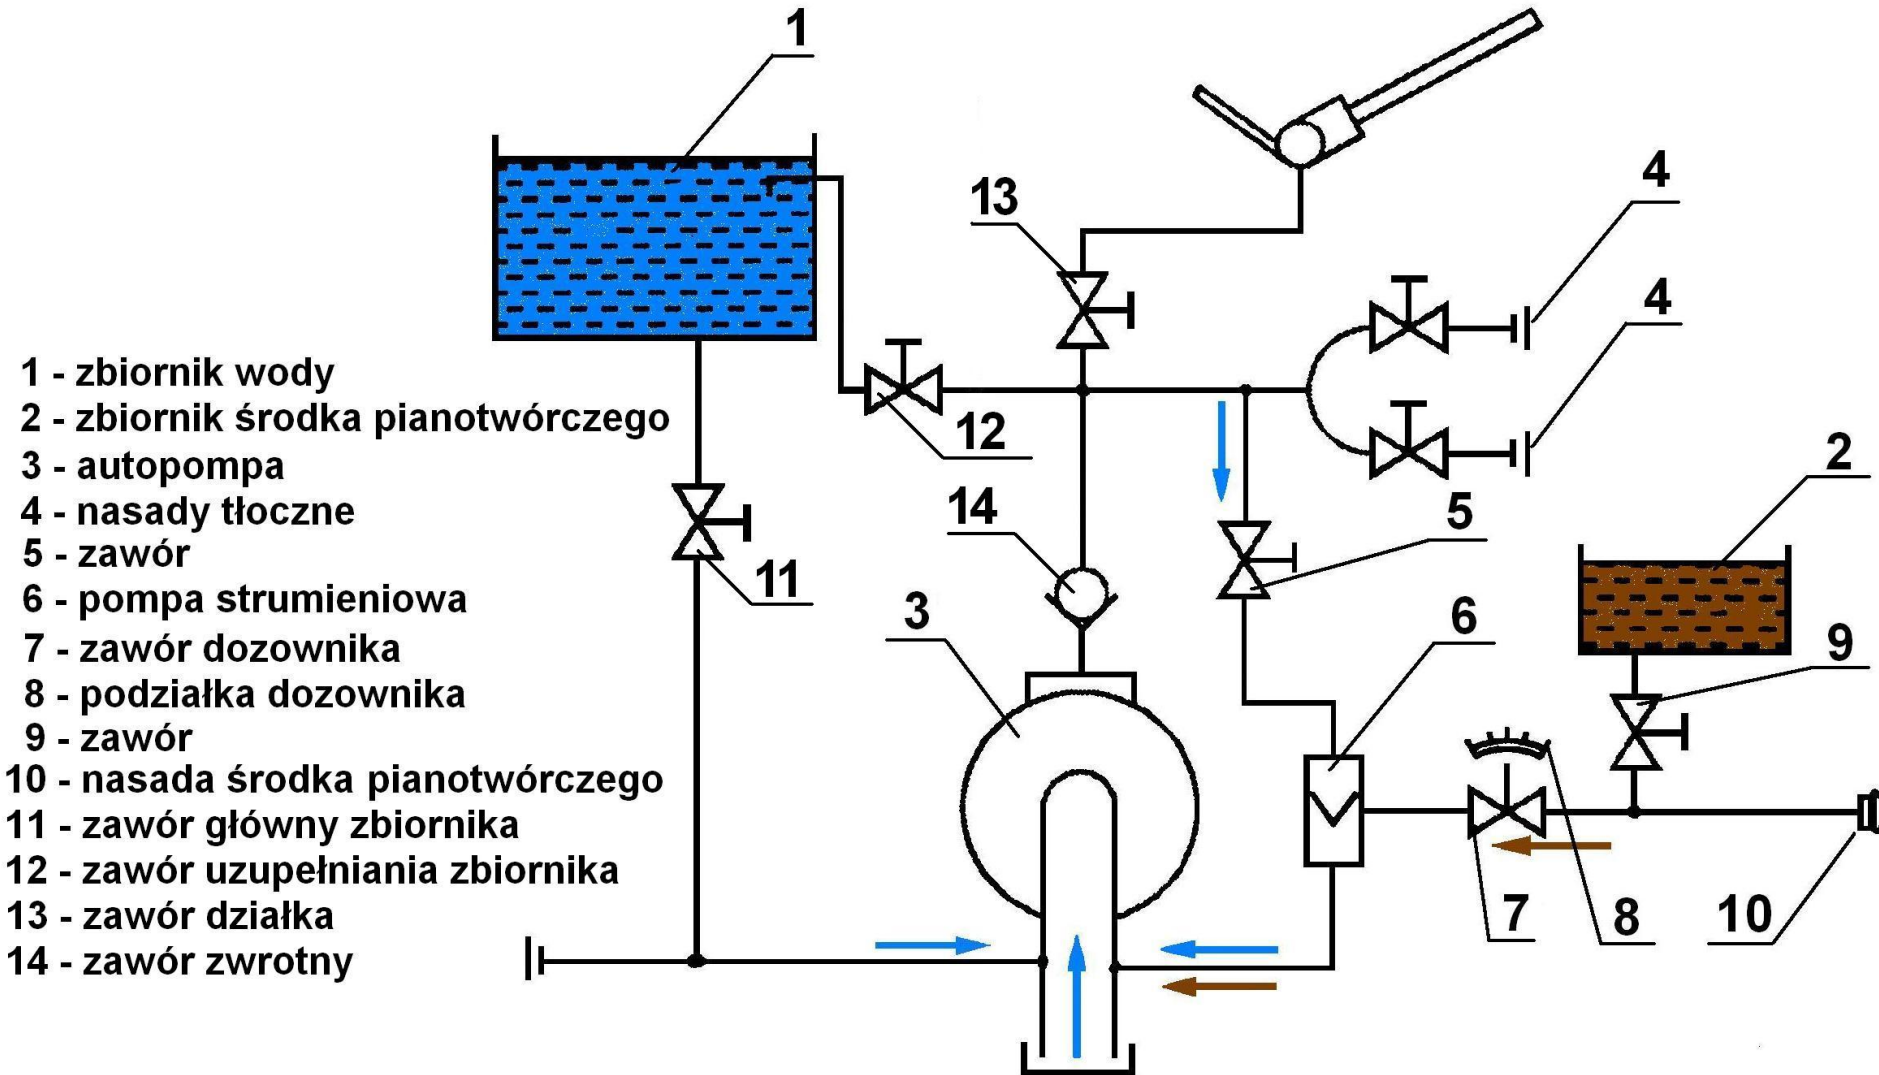 1
13
4
4
12
14
5
2
11
3
6
9
7
8
10
1 - zbiornik wody
2 - zbiornik środka pianotwórczego
3 - autopompa
4 - nasady tłoczne
5 - zawór
6 - pompa strumieniowa
7 - zawór dozownika
8 - podziałka dozownika
9 - zawór
10 - nasada środka pianotwórczego
11 - zawór główny zbiornika
12 - zawór uzupełniania zbiornika
13 - zawór działka
14 - zawór zwrotny